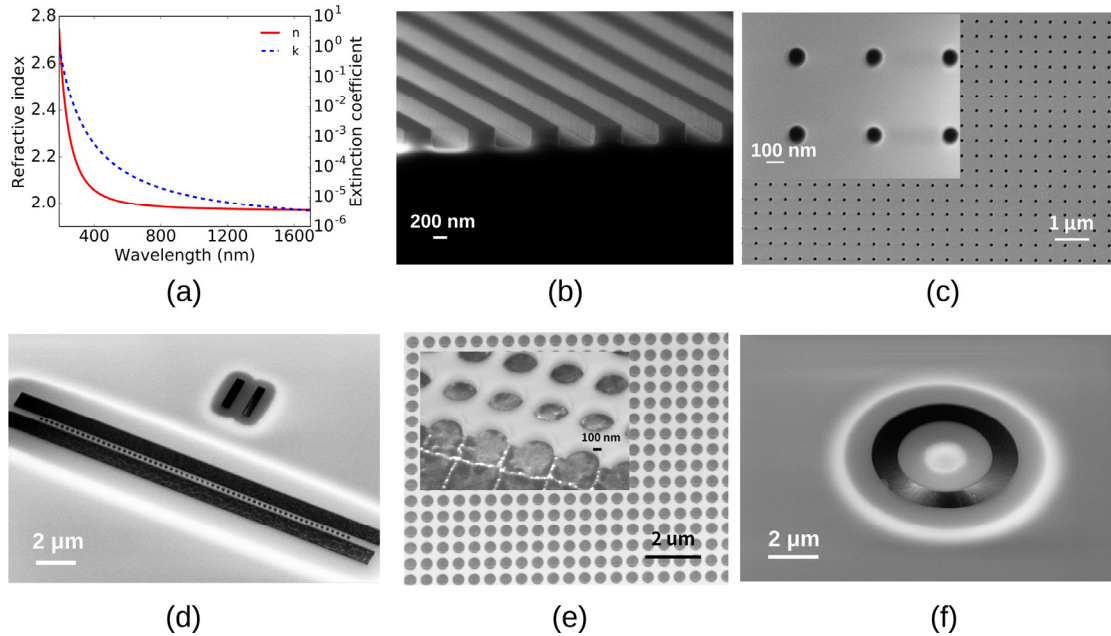 2.8
2.6
2.4
2.2
2.0
Refractive index
400 800 1200 1600
Wavelength (nm)
10¹
10⁰
10⁻¹
10⁻²
10⁻³
10⁻⁴
10⁻⁵
10⁻⁶
Extinction coefficient
n
k
(a)
200 nm
(b)
100 nm
1 µm
(c)
2 µm
(d)
100 nm
2 um
(e)
2 µm
(f)